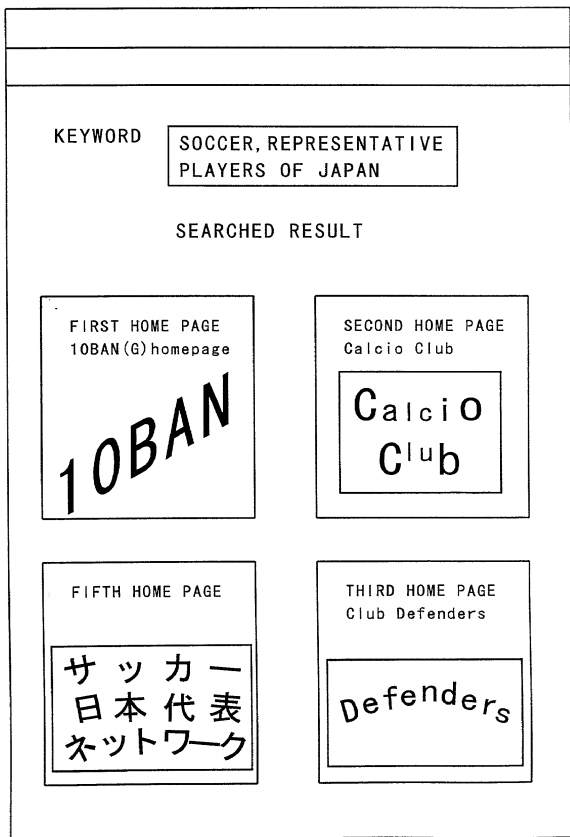 KEYWORD
SOCCER, REPRESENTATIVE
PLAYERS OF JAPAN
SEARCHED RESULT
FIRST HOME PAGE
10BAN(G)homepage
10BAN
SECOND HOME PAGE
Calcio Club
Calcio
Club
FIFTH HOME PAGE
サッカー
日本代表
ネットワーク
THIRD HOME PAGE
Club Defenders
Defenders